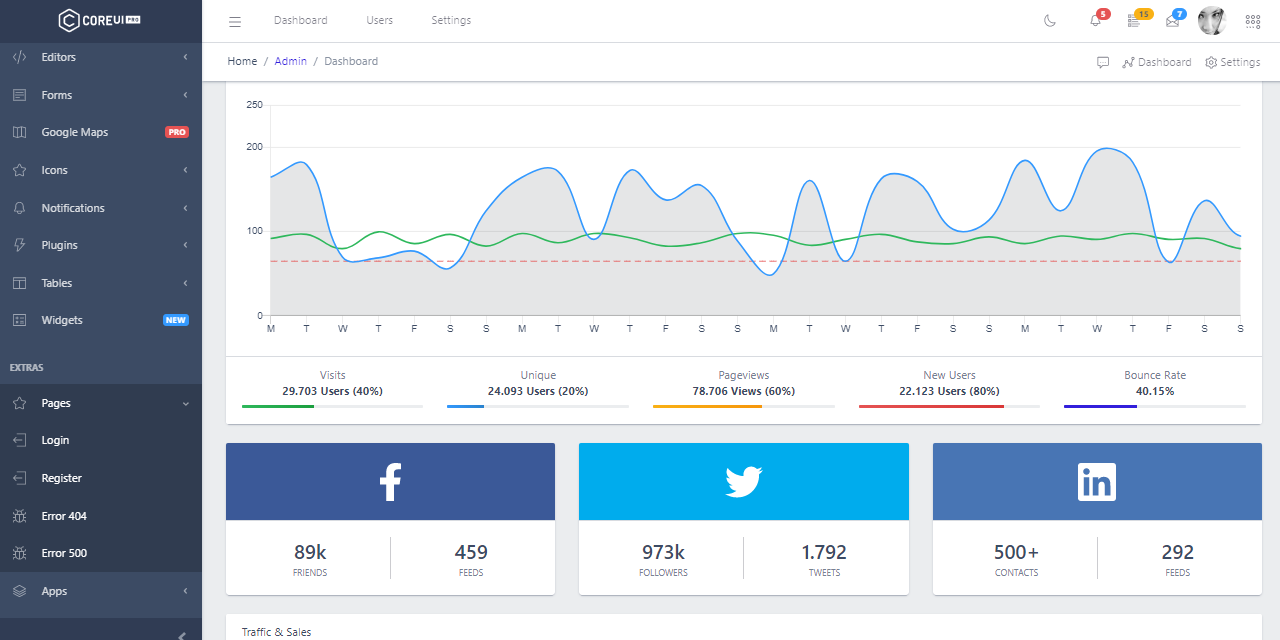 COREUI PRO
Dashboard Users Settings
5 15 7
Home / Admin / Dashboard
Dashboard Settings
Editors
Forms
Google Maps PRO
Icons
Notifications
Plugins
Tables
Widgets NEW
EXTRAS
Pages
Login
Register
Error 404
Error 500
Apps
250
200
100
0
M T W T F S S M T W T F S S M T W T F S S M T W T F S S
Visits Unique Pageviews New Users Bounce Rate
29.703 Users (40%) 24.093 Users (20%) 78.706 Views (60%) 22.123 Users (80%) 40.15%
f in
89k 459 973k 1.792 500+ 292
FRIENDS FEEDS FOLLOWERS TWEETS CONTACTS FEEDS
Traffic & Sales